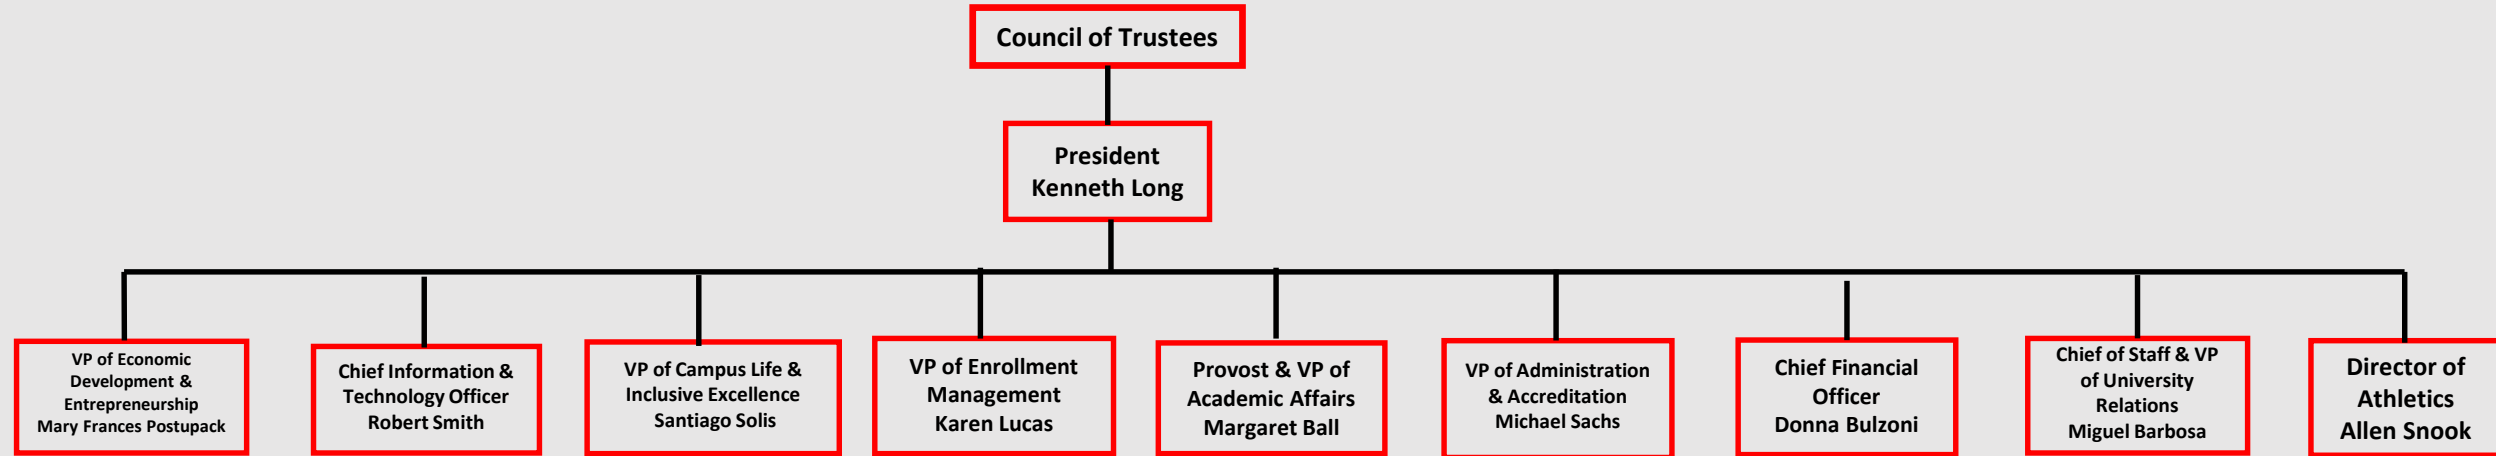 Council of Trustees
President
Kenneth Long
VP of Economic
Development &
Entrepreneurship
Mary Frances Postupack
Chief Information &
Technology Officer
Robert Smith
VP of Campus Life &
Inclusive Excellence
Santiago Solis
VP of Enrollment
Management
Karen Lucas
Provost & VP of
Academic Affairs
Margaret Ball
VP of Administration
& Accreditation
Michael Sachs
Chief Financial
Officer
Donna Bulzoni
Chief of Staff & VP
of University
Relations
Miguel Barbosa
Director of
Athletics
Allen Snook